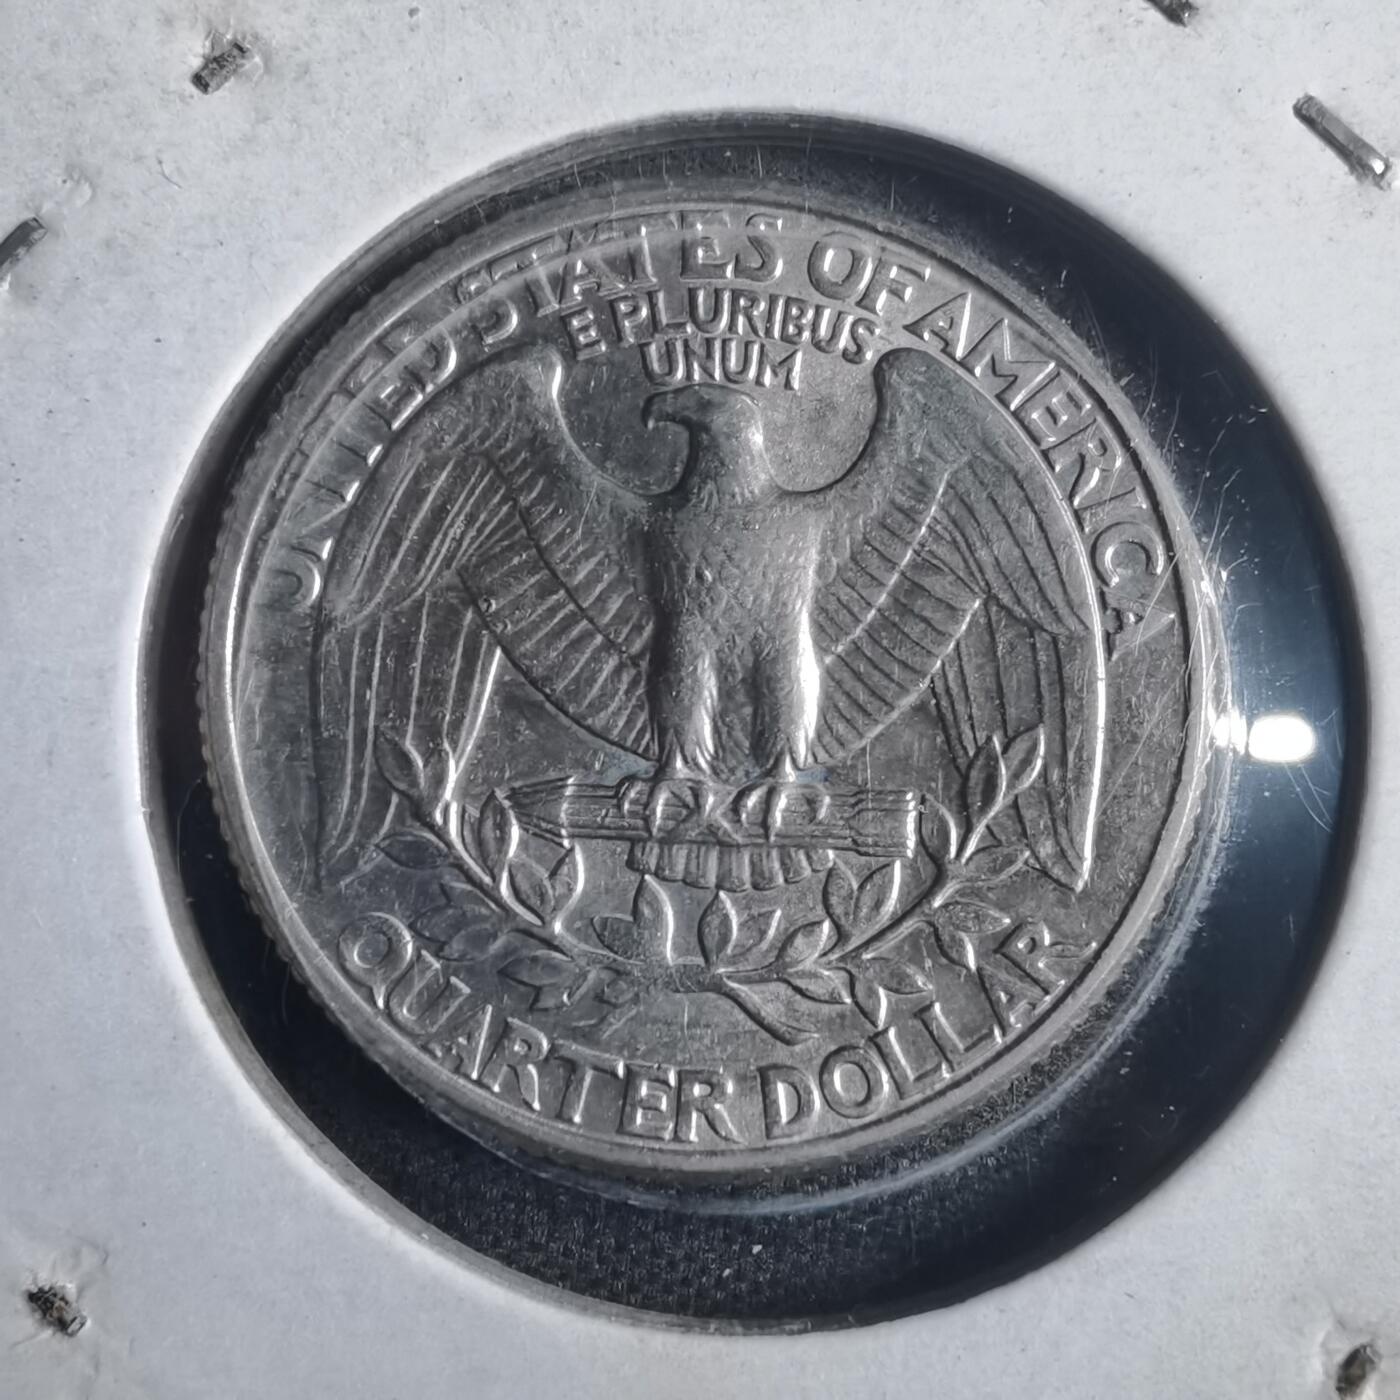 UNITED STATES OF AMERICA
E PLURIBUS
UNUM
QUARTER DOLLAR